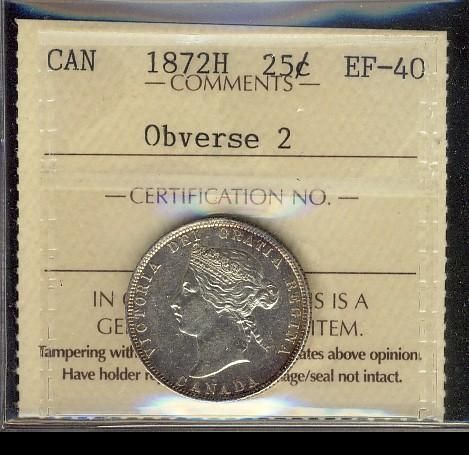 CAN 1872H 25¢ EF-40
— COMMENTS —
Obverse 2
— CERTIFICATION NO. —
VICTORIA DEI GRATIA REGINA
CANADA
IN S IS A
GE ITEM.
Tampering with ates above opinion.
Have holder age/seal not intact.